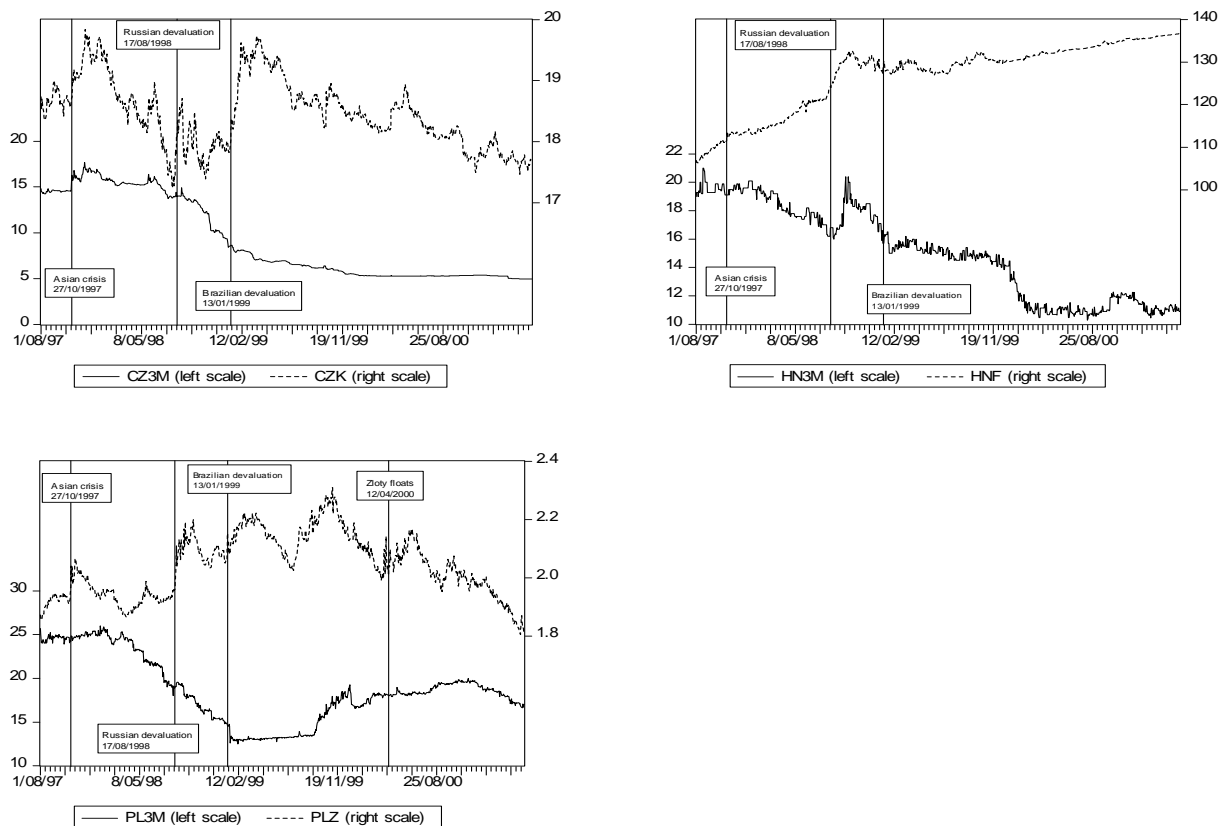 20
Russian devaluation
17/08/1998
19
20
18
15
17
10
Asian crisis
27/10/1997
5
Brazilian devaluation
13/01/1999
0
1/08/97 8/05/98 12/02/99 19/11/99 25/08/00
CZ3M (left scale) CZK (right scale)
140
Russian devaluation
17/08/1998
130
120
110
22
20
100
18
16
14
Asian crisis
27/10/1997
12
Brazilian devaluation
13/01/1999
10
1/08/97 8/05/98 12/02/99 19/11/99 25/08/00
HN3M (left scale) HNF (right scale)
2.4
Asian crisis
27/10/1997
Brazilian devaluation
13/01/1999
Zloty floats
12/04/2000
2.2
2.0
30
25
1.8
20
15
Russian devaluation
17/08/1998
10
1/08/97 8/05/98 12/02/99 19/11/99 25/08/00
PL3M (left scale) PLZ (right scale)